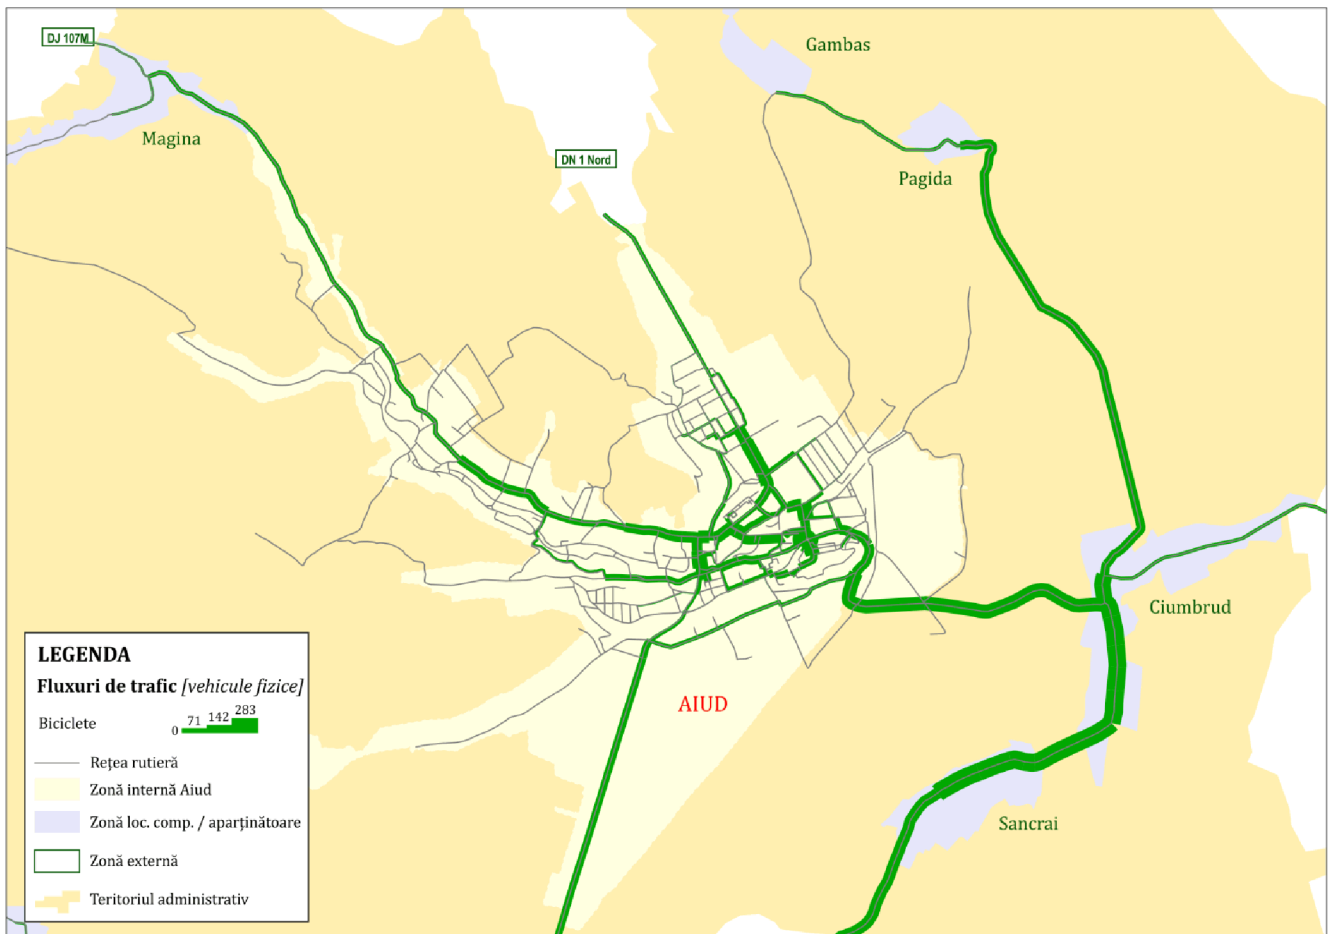 DJ 107M
Gambas
Magina
DN 1 Nord
Pagida
Ciumbrud
AIUD
Sancrai
LEGENDA
Fluxuri de trafic [vehicule fizice]
Biciclete
0 71 142 283
Rețea rutieră
Zonă internă Aiud
Zonă loc. comp. / aparținătoare
Zonă externă
Teritoriul administrativ